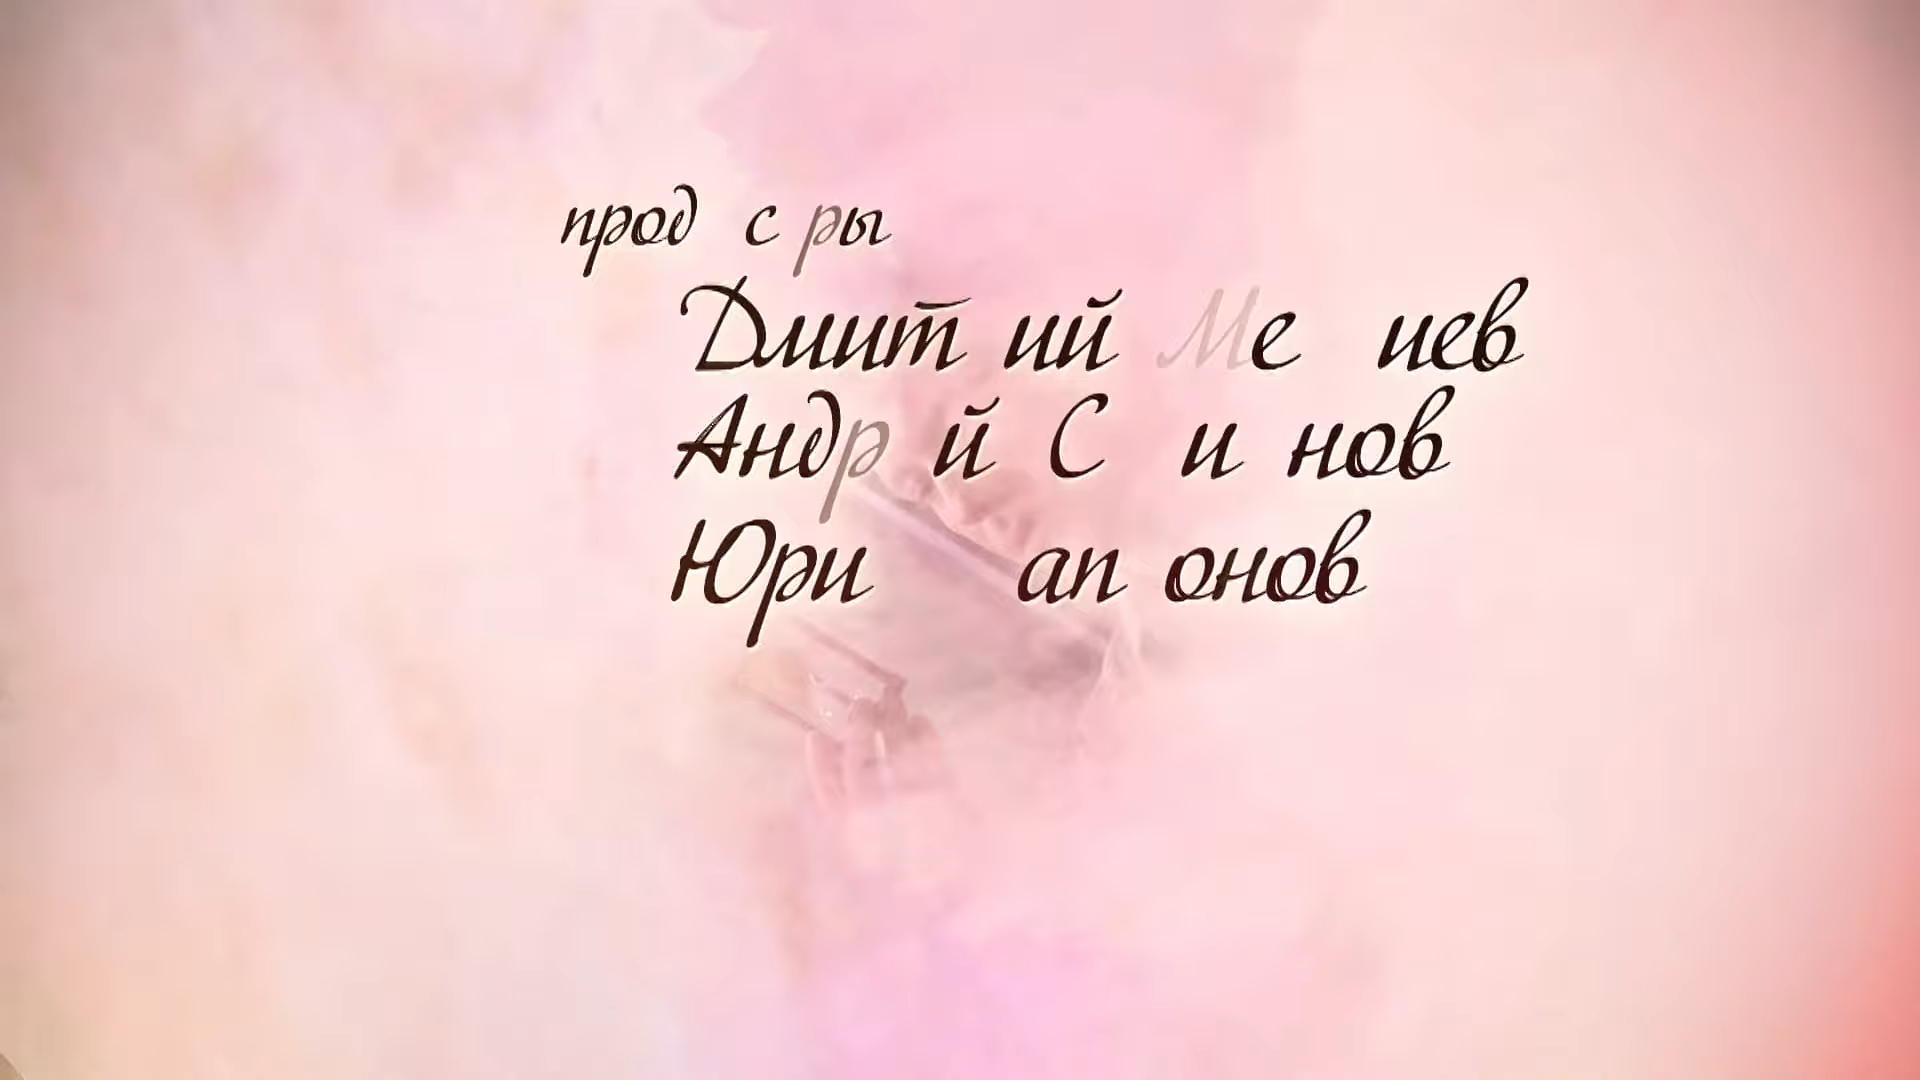 прод с ры
Дмит ий Ме иев
Андр й С и нов
Юри ап онов